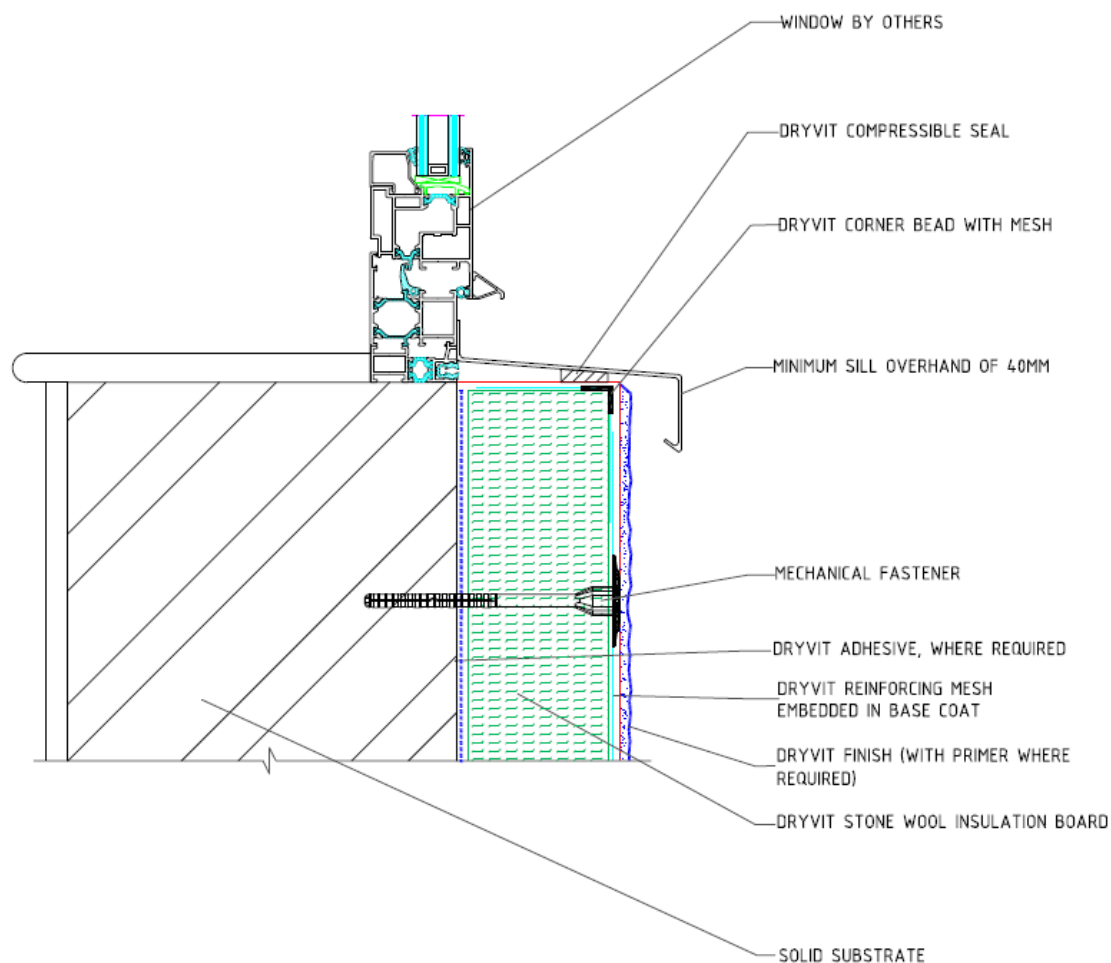 WINDOW BY OTHERS
DRYVIT COMPRESSIBLE SEAL
DRYVIT CORNER BEAD WITH MESH
MINIMUM SILL OVERHAND OF 40MM
MECHANICAL FASTENER
DRYVIT ADHESIVE, WHERE REQUIRED
DRYVIT REINFORCING MESH
EMBEDDED IN BASE COAT
DRYVIT FINISH (WITH PRIMER WHERE
REQUIRED)
DRYVIT STONE WOOL INSULATION BOARD
SOLID SUBSTRATE